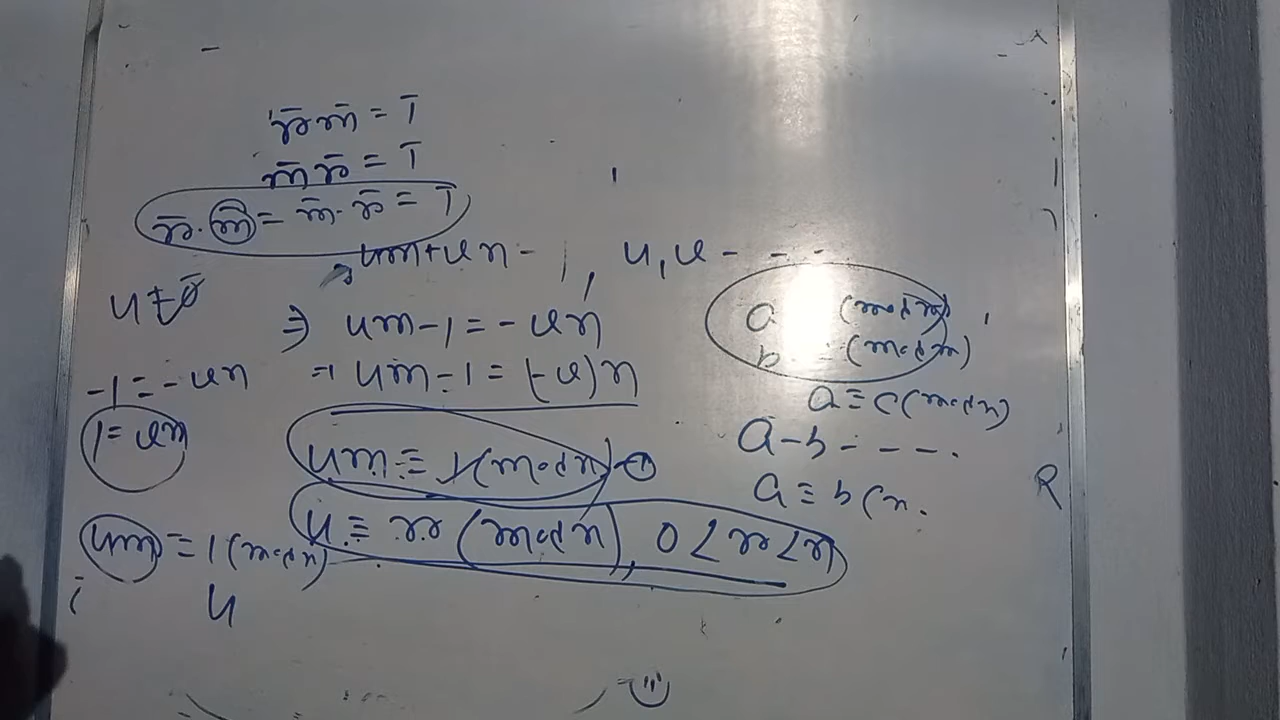 r̄ m̄ = 1̄
m̄ r̄ = 1̄
r̄ · m̄ = m̄ · r̄ = 1̄
um + vn = 1, u, v - - - -
u ≠ 0
⇒ um - 1 = -vn
-1 = -vn
⇒ um - 1 = (-v)n
1 = vn
um ≡ 1 (mod n) - ①
u ≡ r (mod n), 0 < r < n
um ≡ 1 (mod n)
u
a (mod n),
b = (mod n)
a ≡ c (mod n)
a - b - - - - .
a ≡ b (n.
R